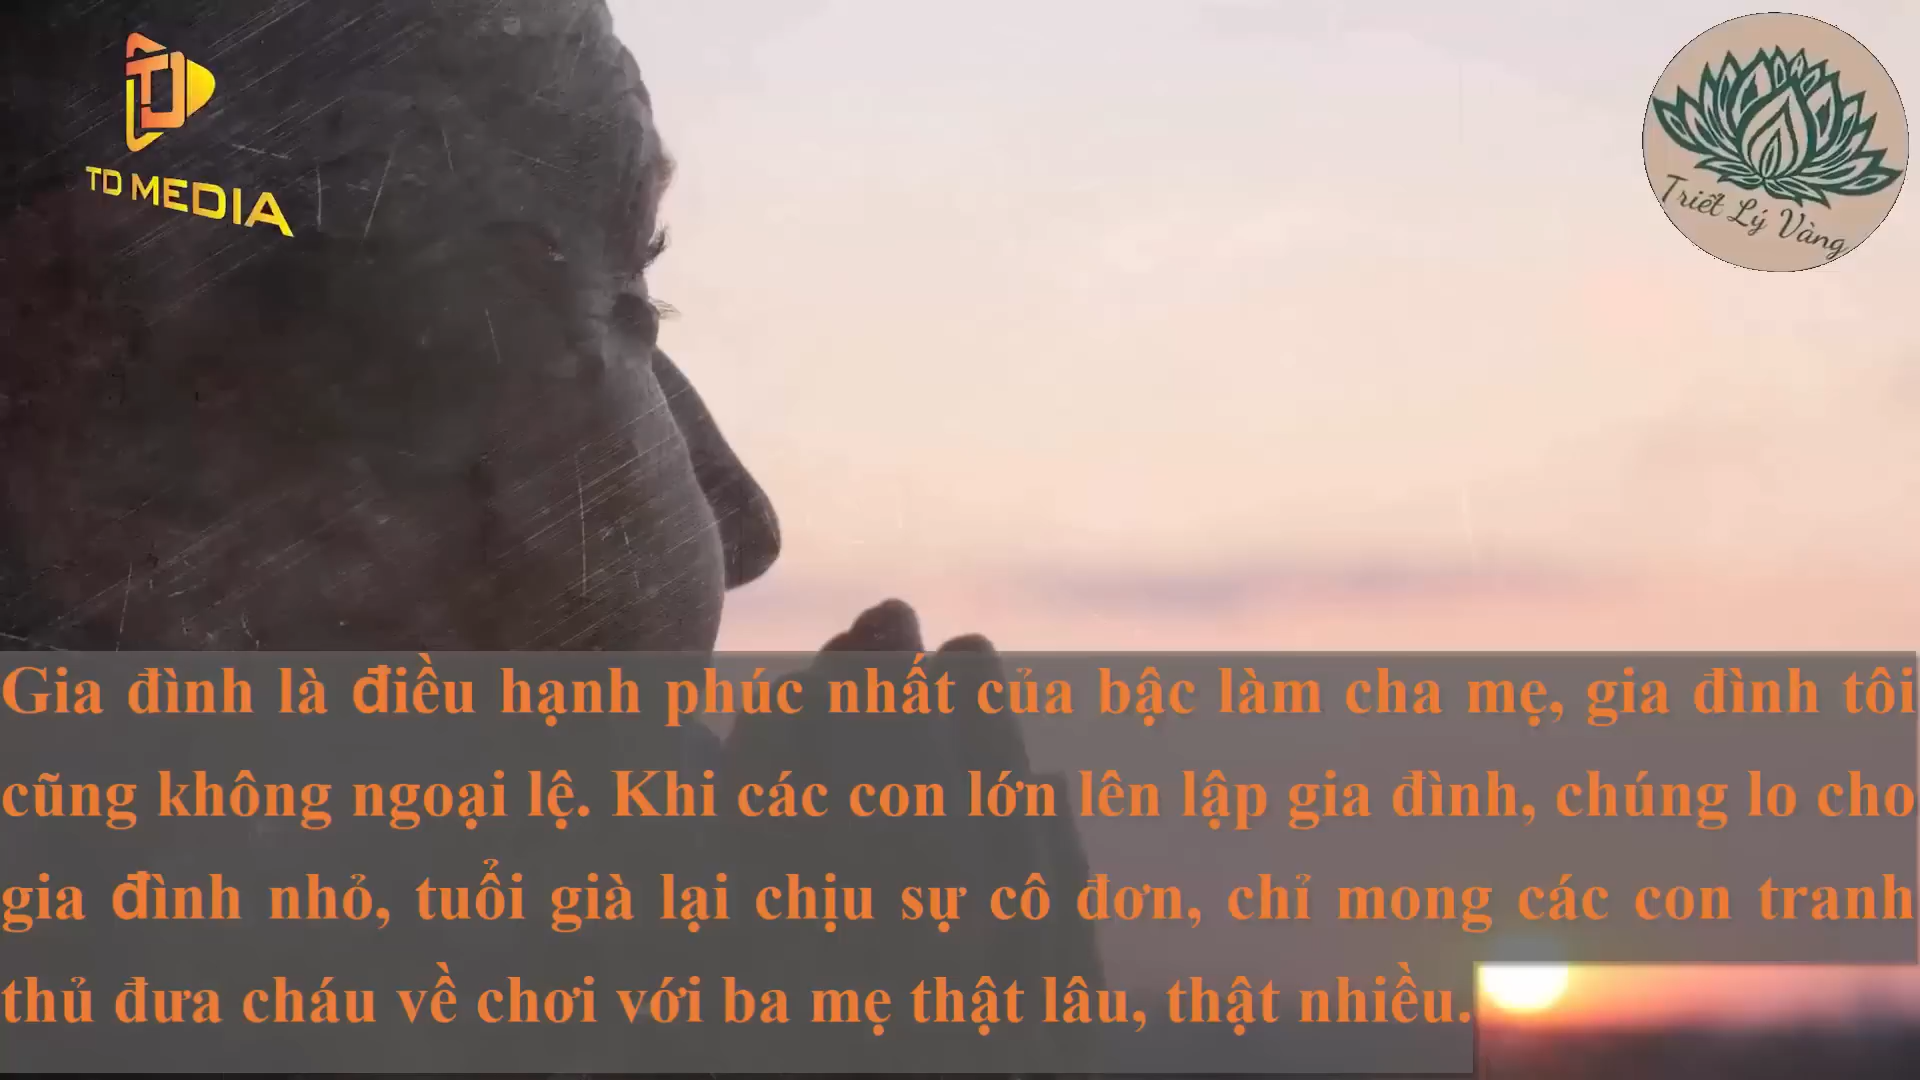 TD MEDIA
Triết Lý Vàng
Gia đình là điều hạnh phúc nhất của bậc làm cha mẹ, gia đình tôi
cũng không ngoại lệ. Khi các con lớn lên lập gia đình, chúng lo cho
gia đình nhỏ, tuổi già lại chịu sự cô đơn, chỉ mong các con tranh
thủ đưa cháu về chơi với ba mẹ thật lâu, thật nhiều.